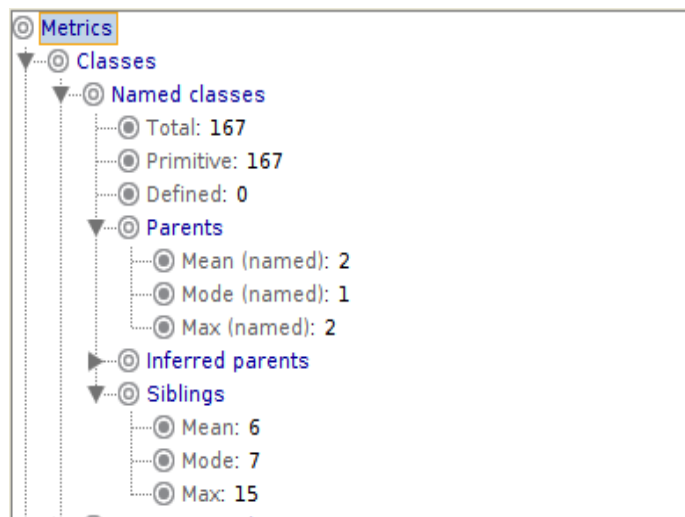 Metrics
Classes
Named classes
Total: 167
Primitive: 167
Defined: 0
Parents
Mean (named): 2
Mode (named): 1
Max (named): 2
Inferred parents
Siblings
Mean: 6
Mode: 7
Max: 15